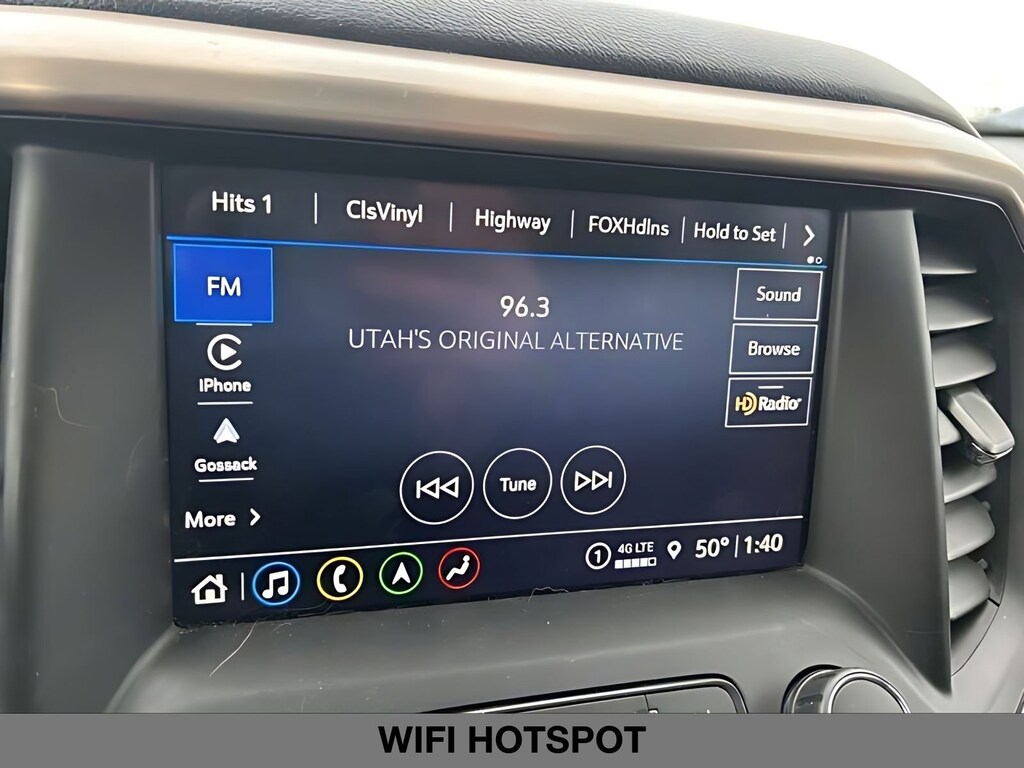 Hits 1 ClsVinyl Highway FOXHdlns Hold to Set
FM
96.3
UTAH'S ORIGINAL ALTERNATIVE
Sound
Browse
HD Radio
iPhone
Gossack
More
Tune
1 4G LTE 50° 1:40
WIFI HOTSPOT